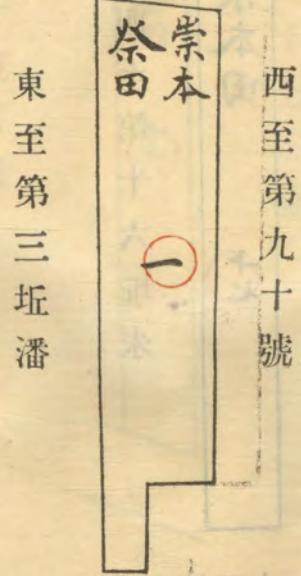 西至第九十號
崇本
祭田
一
東至第三坵潘